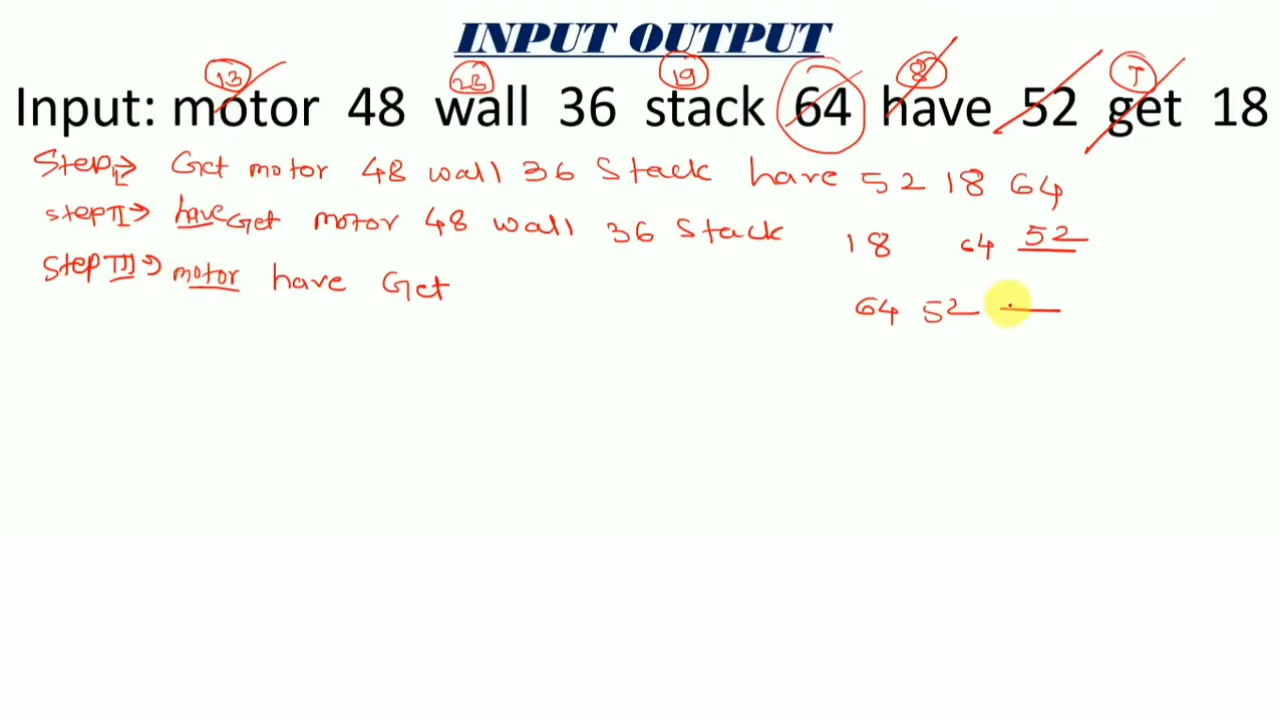 INPUT OUTPUT
13 23 19 8 7
Input: motor 48 wall 36 stack 64 have 52 get 18
Step I → Get motor 48 wall 36 Stack have 52 18 64
step II → have Get motor 48 wall 36 Stack 18 64 52
Step III → motor have Get 64 52